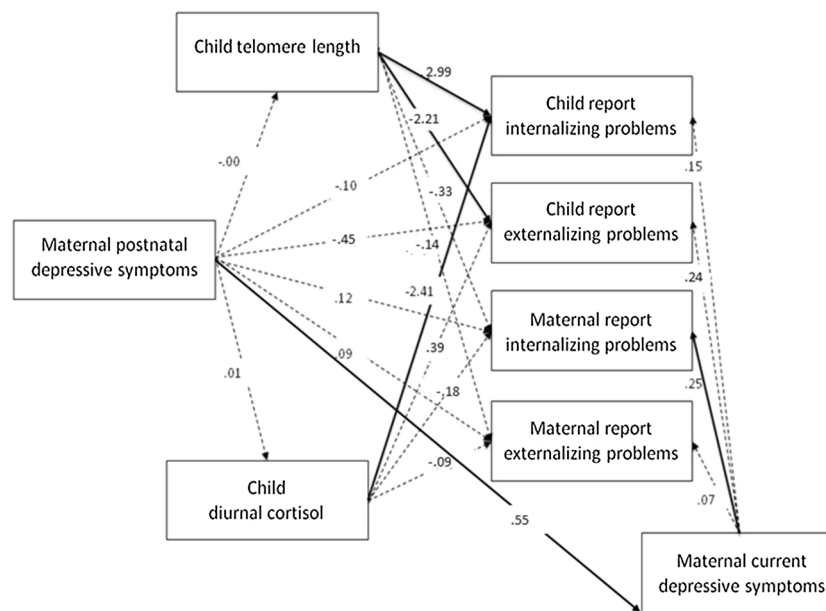 Child telomere length
-2.99
Child report
internalizing problems
-2.21
.15
-.00
-.10
-.33
Child report
externalizing problems
Maternal postnatal
depressive symptoms
-.45
-.14
.24
-2.41
.12
Maternal report
internalizing problems
.39
.09
.01
-.18
.25
Maternal report
externalizing problems
-.09
Child
diurnal cortisol
.07
.55
Maternal current
depressive symptoms